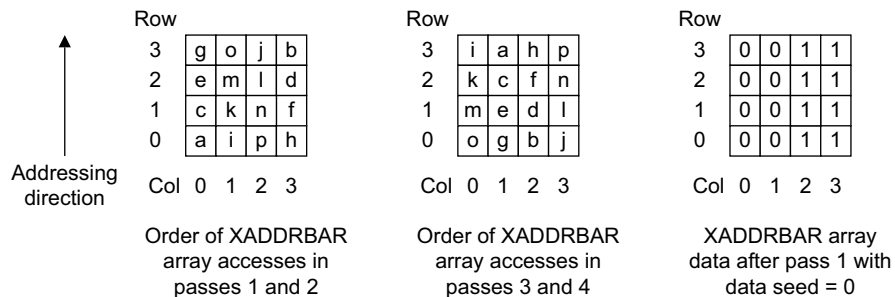 Row
3 g o j b
2 e m l d
1 c k n f
0 a i p h
Col 0 1 2 3
Addressing
direction
Order of XADDRBAR
array accesses in
passes 1 and 2
Row
3 i a h p
2 k c f n
1 m e d l
0 o g b j
Col 0 1 2 3
Order of XADDRBAR
array accesses in
passes 3 and 4
Row
3 0 0 1 1
2 0 0 1 1
1 0 0 1 1
0 0 0 1 1
Col 0 1 2 3
XADDRBAR array
data after pass 1 with
data seed = 0